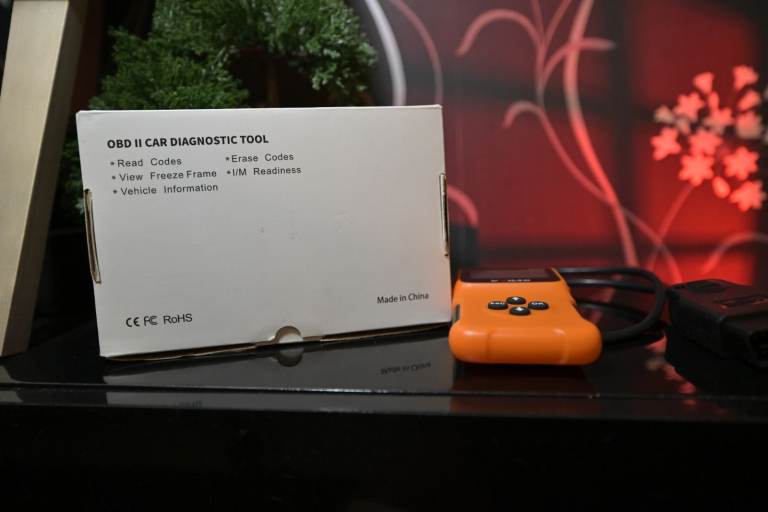 OBD II CAR DIAGNOSTIC TOOL
* Read Codes * Erase Codes
* View Freeze Frame * I/M Readiness
* Vehicle Information
Made in China
CE FC RoHS
OK